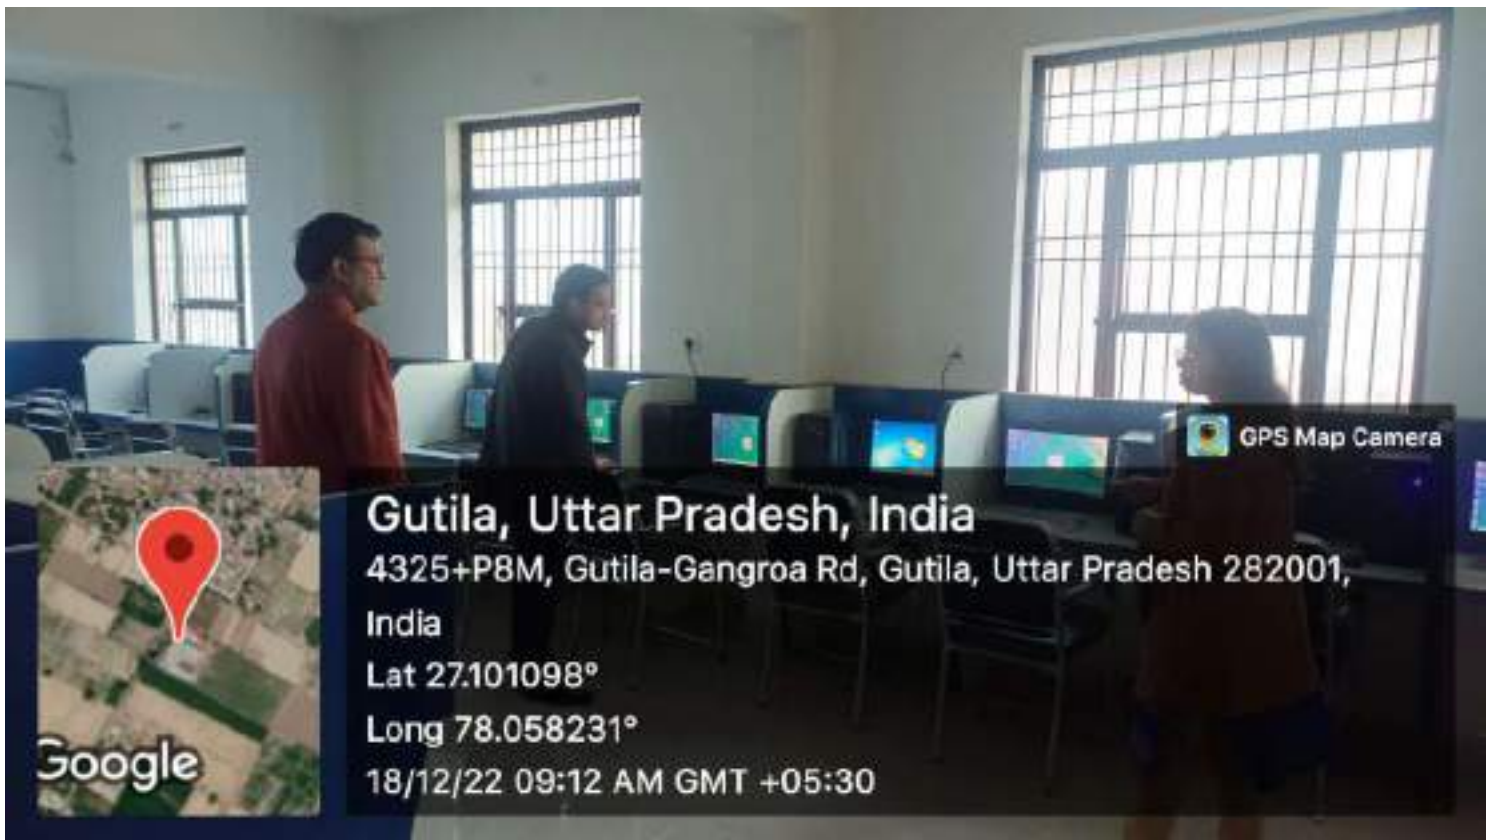 GPS Map Camera
Gutila, Uttar Pradesh, India
4325+P8M, Gutila-Gangroa Rd, Gutila, Uttar Pradesh 282001,
India
Lat 27.101098°
Long 78.058231°
18/12/22 09:12 AM GMT +05:30
Google